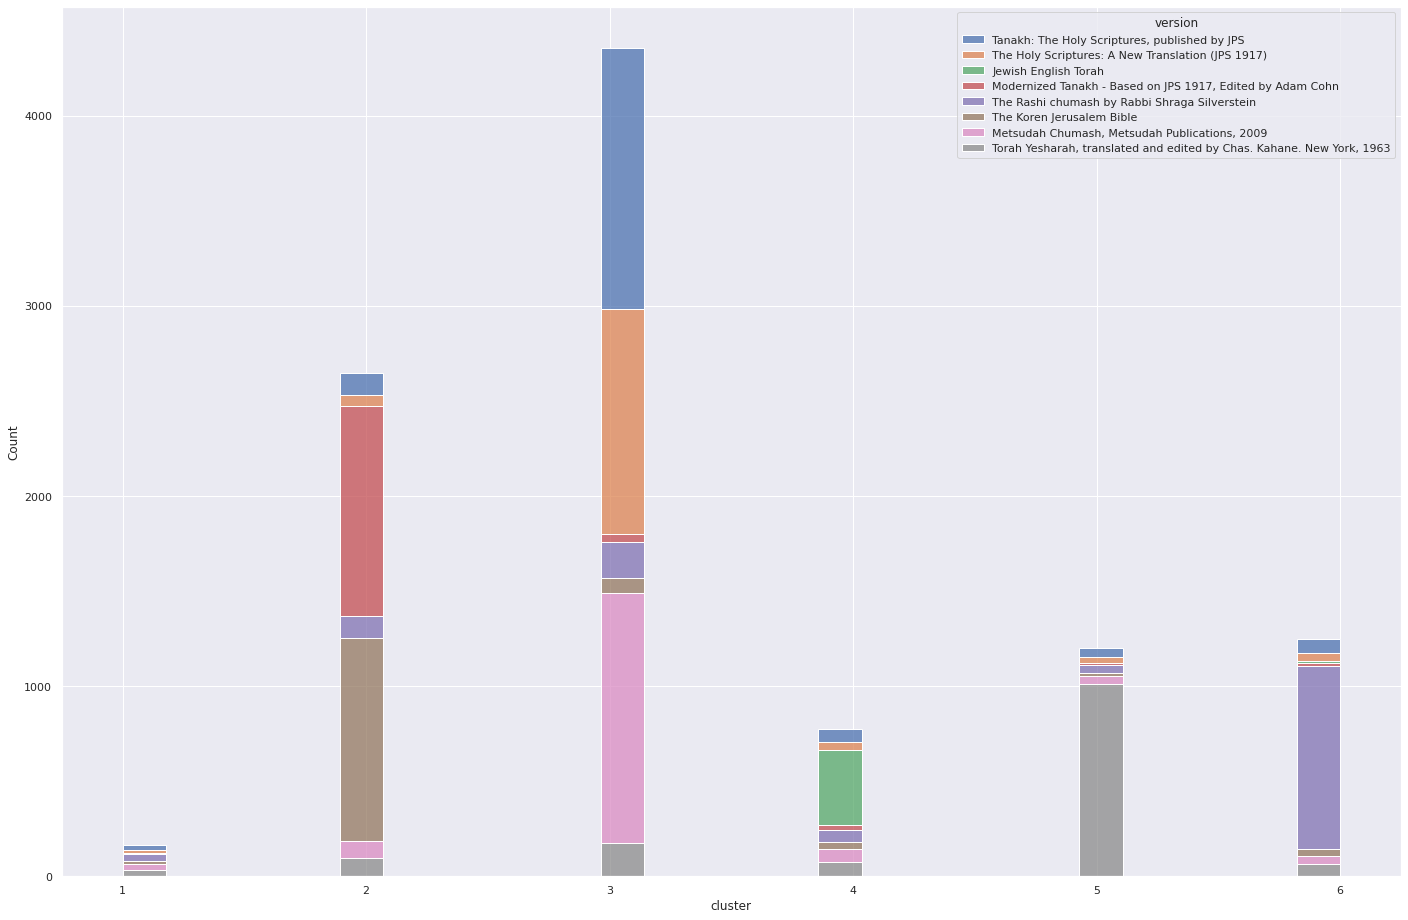 version
Tanakh: The Holy Scriptures, published by JPS
The Holy Scriptures: A New Translation (JPS 1917)
Jewish English Torah
Modernized Tanakh - Based on JPS 1917, Edited by Adam Cohn
The Rashi chumash by Rabbi Shraga Silverstein
The Koren Jerusalem Bible
Metsudah Chumash, Metsudah Publications, 2009
Torah Yesharah, translated and edited by Chas. Kahane. New York, 1963
4000
3000
2000
1000
0
Count
1 2 3 4 5 6
cluster